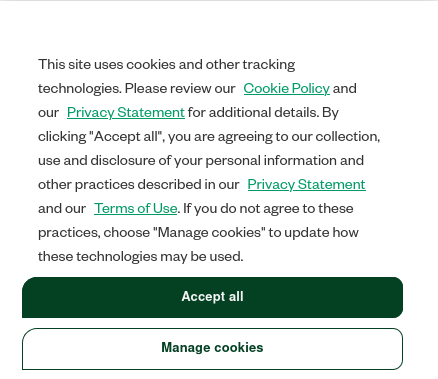 This site uses cookies and other tracking
technologies. Please review our Cookie Policy and
our Privacy Statement for additional details. By
clicking "Accept all", you are agreeing to our collection,
use and disclosure of your personal information and
other practices described in our Privacy Statement
and our Terms of Use. If you do not agree to these
practices, choose "Manage cookies" to update how
these technologies may be used.
Accept all
Manage cookies